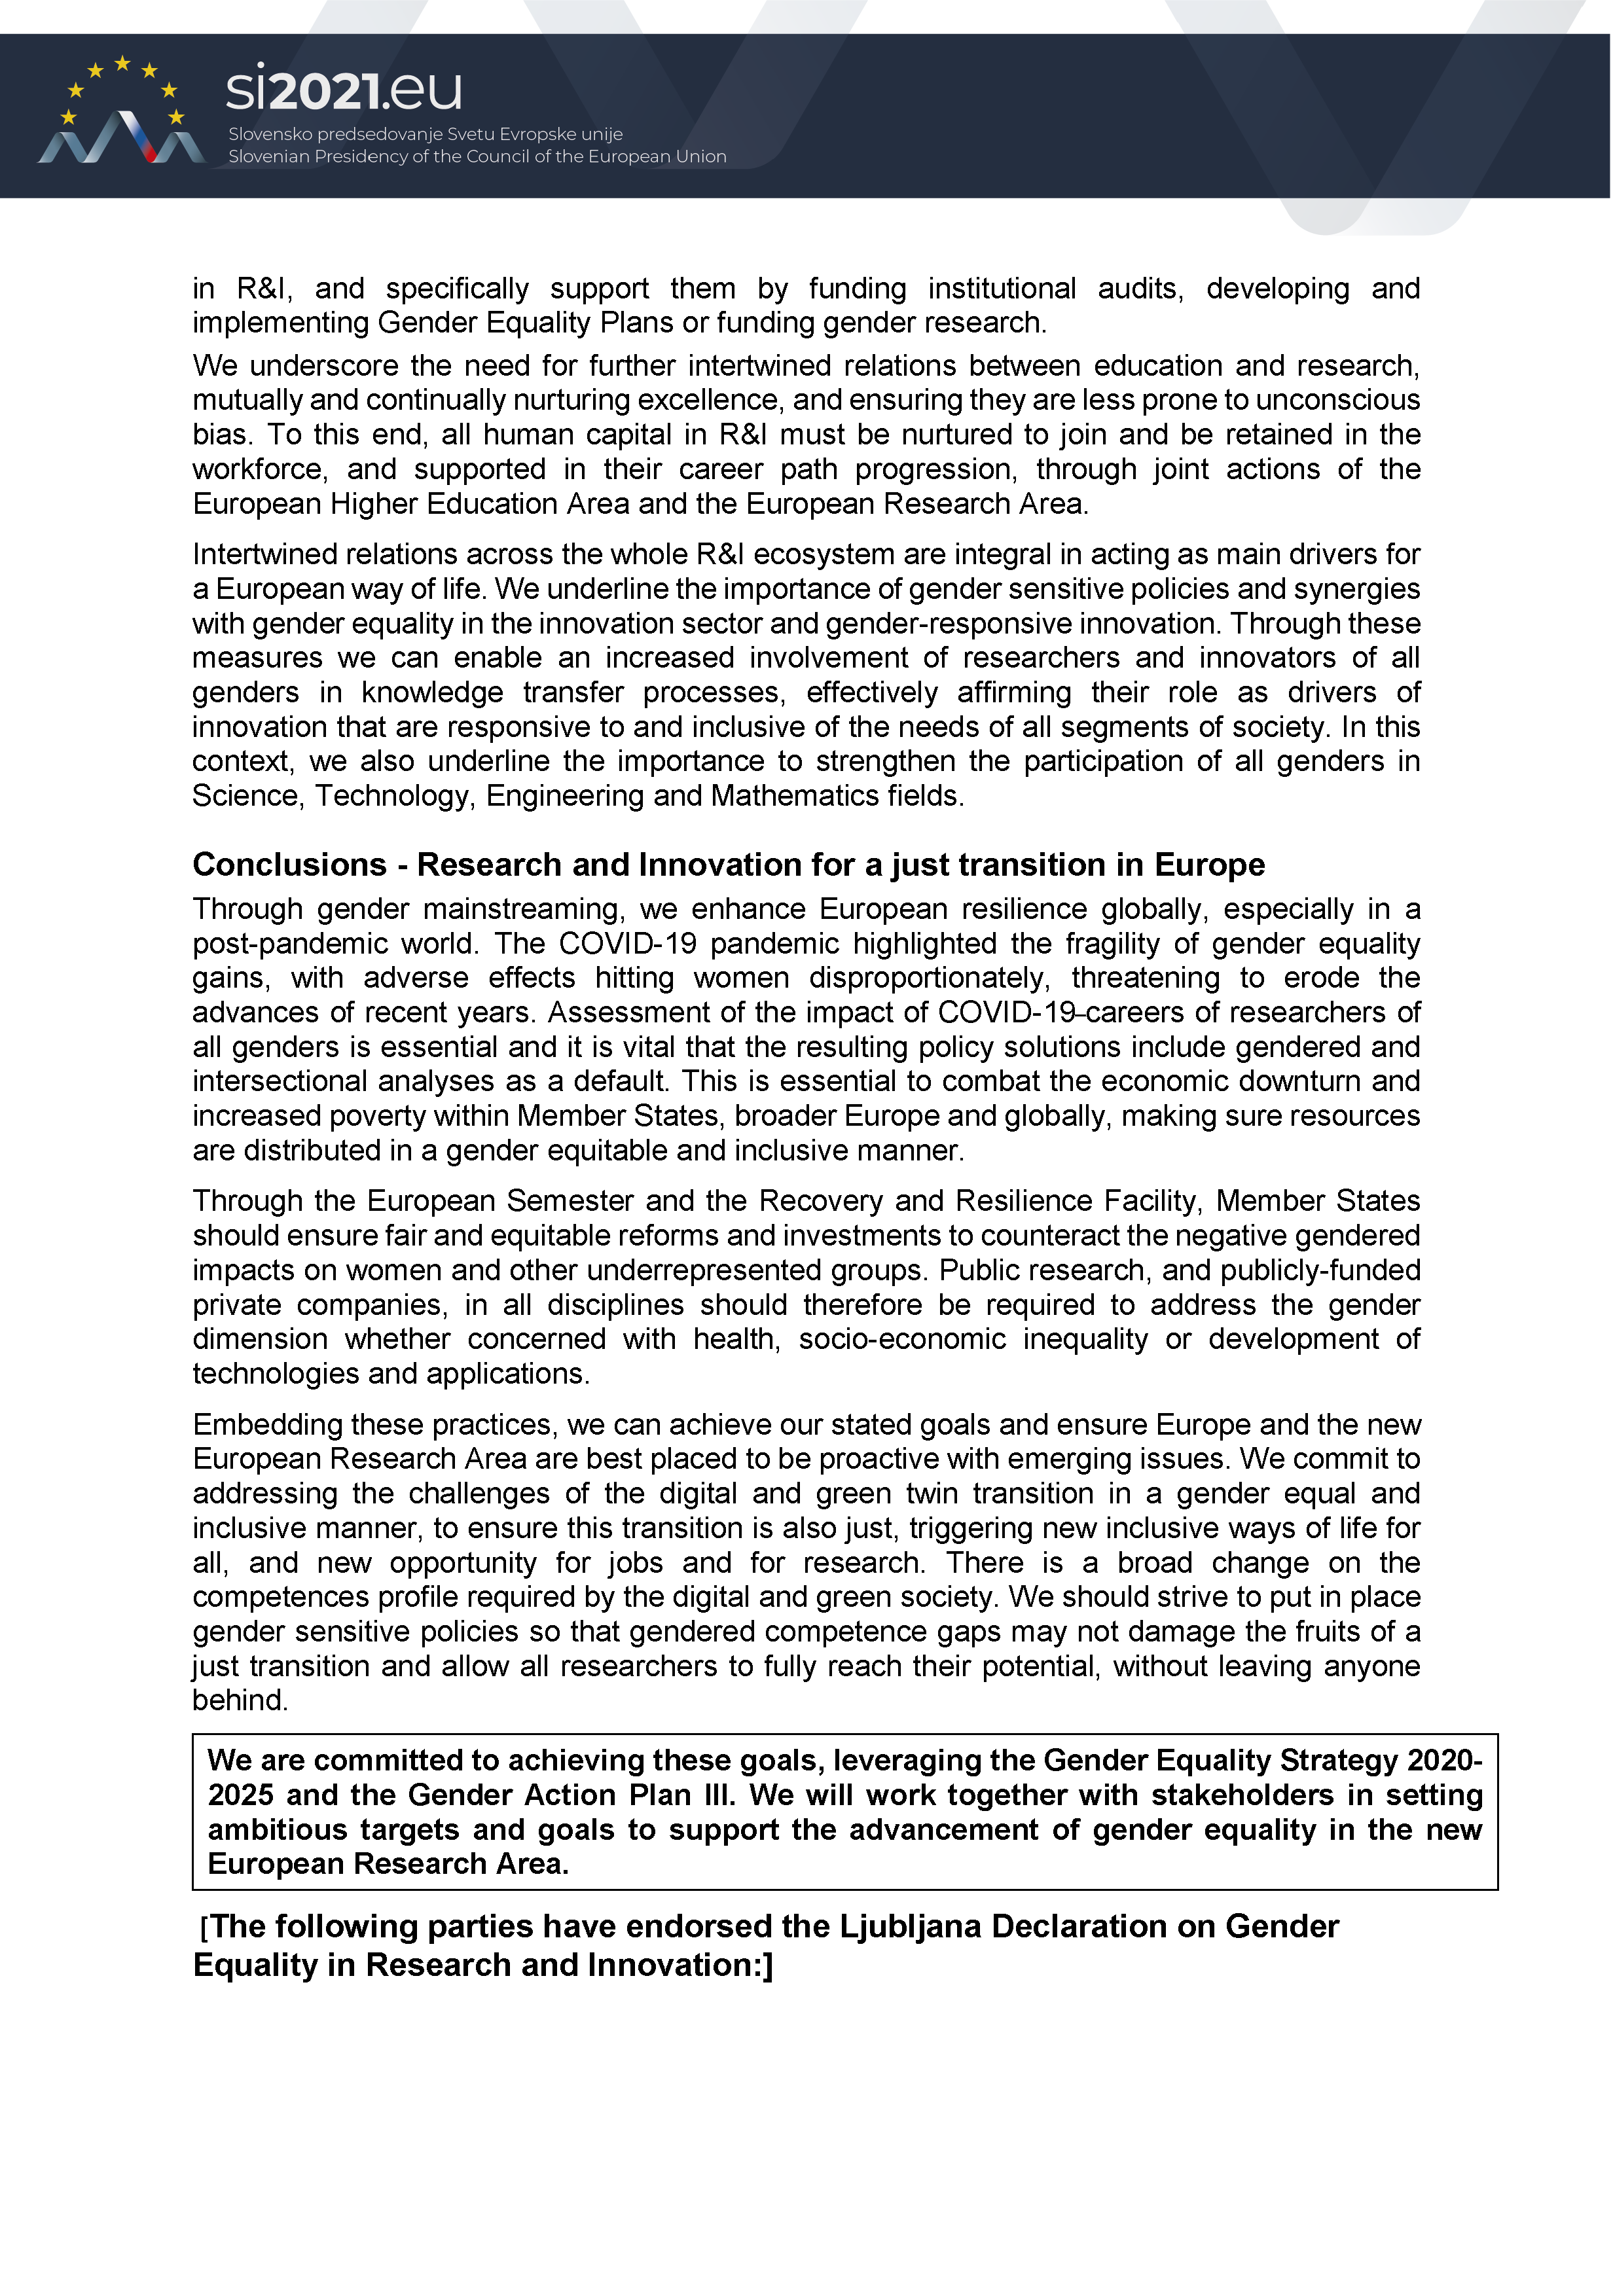 si2021.eu
Slovensko predsedovanje Svetu Evropske unije
Slovenian Presidency of the Council of the European Union
in R&I, and specifically support them by funding institutional audits, developing and
implementing Gender Equality Plans or funding gender research.
We underscore the need for further intertwined relations between education and research,
mutually and continually nurturing excellence, and ensuring they are less prone to unconscious
bias. To this end, all human capital in R&I must be nurtured to join and be retained in the
workforce, and supported in their career path progression, through joint actions of the
European Higher Education Area and the European Research Area.
Intertwined relations across the whole R&I ecosystem are integral in acting as main drivers for
a European way of life. We underline the importance of gender sensitive policies and synergies
with gender equality in the innovation sector and gender-responsive innovation. Through these
measures we can enable an increased involvement of researchers and innovators of all
genders in knowledge transfer processes, effectively affirming their role as drivers of
innovation that are responsive to and inclusive of the needs of all segments of society. In this
context, we also underline the importance to strengthen the participation of all genders in
Science, Technology, Engineering and Mathematics fields.
Conclusions - Research and Innovation for a just transition in Europe
Through gender mainstreaming, we enhance European resilience globally, especially in a
post-pandemic world. The COVID-19 pandemic highlighted the fragility of gender equality
gains, with adverse effects hitting women disproportionately, threatening to erode the
advances of recent years. Assessment of the impact of COVID-19-careers of researchers of
all genders is essential and it is vital that the resulting policy solutions include gendered and
intersectional analyses as a default. This is essential to combat the economic downturn and
increased poverty within Member States, broader Europe and globally, making sure resources
are distributed in a gender equitable and inclusive manner.
Through the European Semester and the Recovery and Resilience Facility, Member States
should ensure fair and equitable reforms and investments to counteract the negative gendered
impacts on women and other underrepresented groups. Public research, and publicly-funded
private companies, in all disciplines should therefore be required to address the gender
dimension whether concerned with health, socio-economic inequality or development of
technologies and applications.
Embedding these practices, we can achieve our stated goals and ensure Europe and the new
European Research Area are best placed to be proactive with emerging issues. We commit to
addressing the challenges of the digital and green twin transition in a gender equal and
inclusive manner, to ensure this transition is also just, triggering new inclusive ways of life for
all, and new opportunity for jobs and for research. There is a broad change on the
competences profile required by the digital and green society. We should strive to put in place
gender sensitive policies so that gendered competence gaps may not damage the fruits of a
just transition and allow all researchers to fully reach their potential, without leaving anyone
behind.
We are committed to achieving these goals, leveraging the Gender Equality Strategy 2020-
2025 and the Gender Action Plan III. We will work together with stakeholders in setting
ambitious targets and goals to support the advancement of gender equality in the new
European Research Area.
[The following parties have endorsed the Ljubljana Declaration on Gender
Equality in Research and Innovation:]